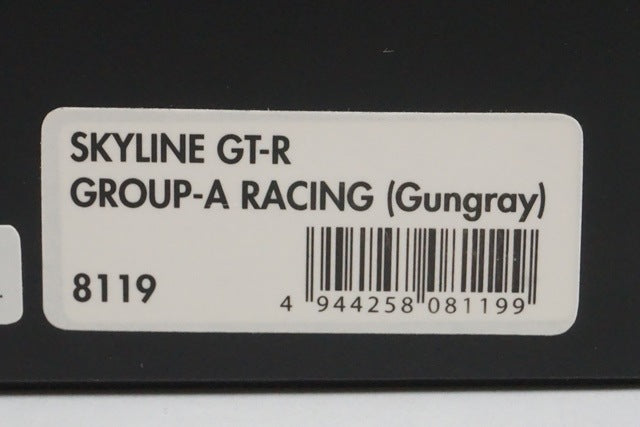 SKYLINE GT-R
GROUP-A RACING (Gungray)
8119
4 944258 081199